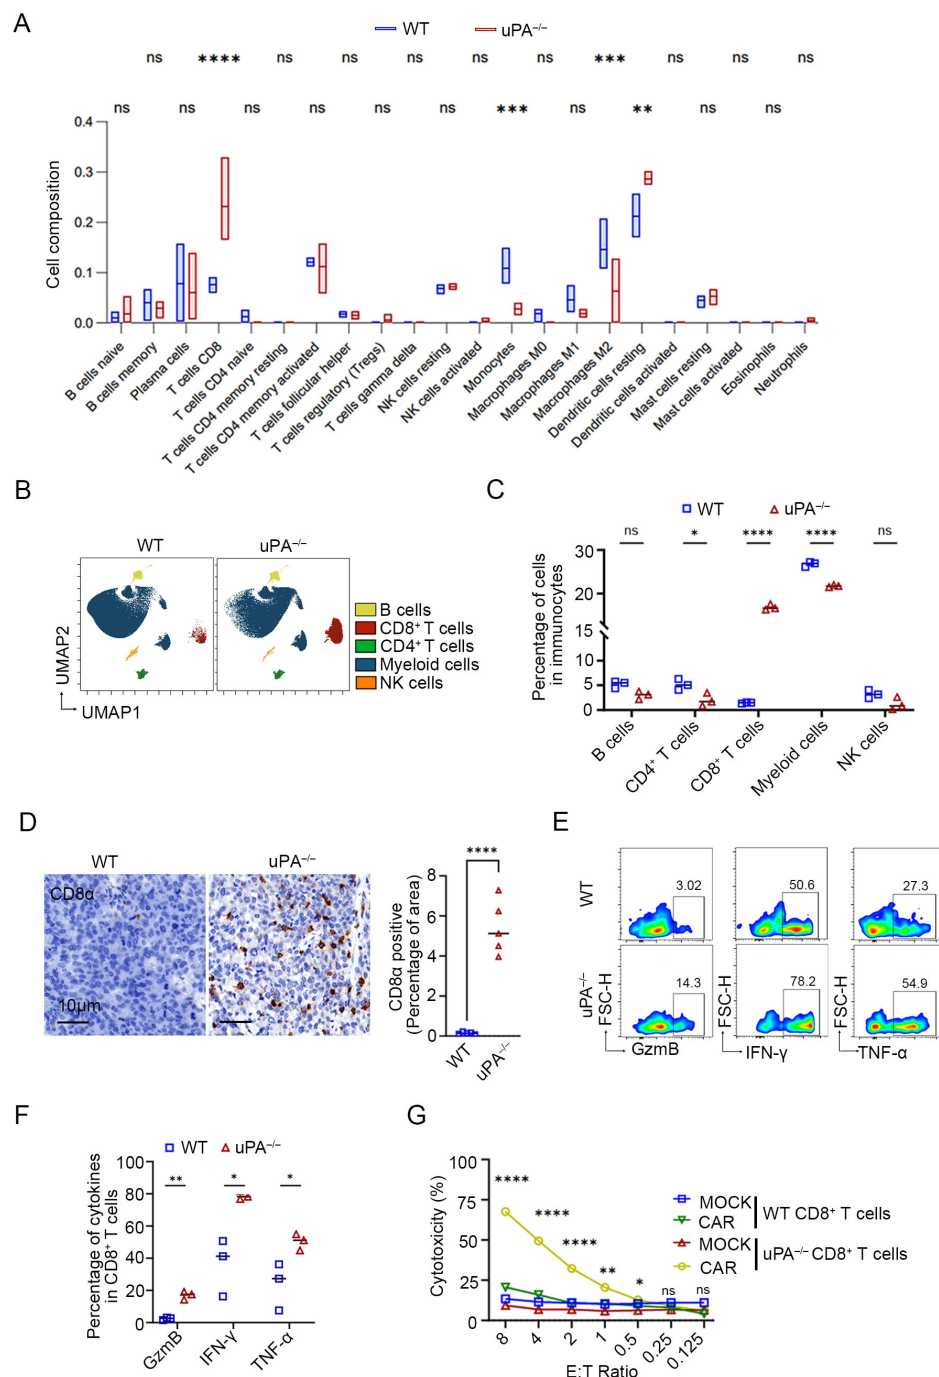 A
WT
uPA⁻/⁻
ns **** ns ns ns ns ns *** ns ns ns
ns ns ns ns ns ns *** ns ** ns ns
Cell composition
0.4
0.3
0.2
0.1
0.0
B cells naive
B cells memory
Plasma cells
T cells CD8
T cells CD4 naive
T cells CD4 memory resting
T cells CD4 memory activated
T cells follicular helper
T cells regulatory (Tregs)
T cells gamma delta
NK cells resting
NK cells activated
Monocytes
Macrophages M0
Macrophages M1
Macrophages M2
Dendritic cells resting
Dendritic cells activated
Mast cells resting
Mast cells activated
Eosinophils
Neutrophils
B
WT
uPA⁻/⁻
UMAP2
UMAP1
B cells
CD8⁺ T cells
CD4⁺ T cells
Myeloid cells
NK cells
C
WT
uPA⁻/⁻
ns * **** **** ns
Percentage of cells
in immunocytes
30
20
15
10
5
0
B cells
CD4⁺ T cells
CD8⁺ T cells
Myeloid cells
NK cells
D
WT
uPA⁻/⁻
CD8α
10μm
****
CD8α positive
(Percentage of area)
8
6
4
2
0
WT
uPA⁻/⁻
E
WT
3.02
50.6
27.3
uPA⁻/⁻
14.3
78.2
54.9
FSC-H
FSC-H
FSC-H
GzmB
IFN-γ
TNF-α
F
WT
uPA⁻/⁻
** * *
Percentage of cytokines
in CD8⁺ T cells
100
80
60
40
20
0
GzmB
IFN-γ
TNF-α
G
Cytotoxicity (%)
100
75
50
25
0
****
****
****
**
*
ns
ns
MOCK
CAR
WT CD8⁺ T cells
MOCK
CAR
uPA⁻/⁻ CD8⁺ T cells
8
4
2
1
0.5
0.25
0.125
E:T Ratio